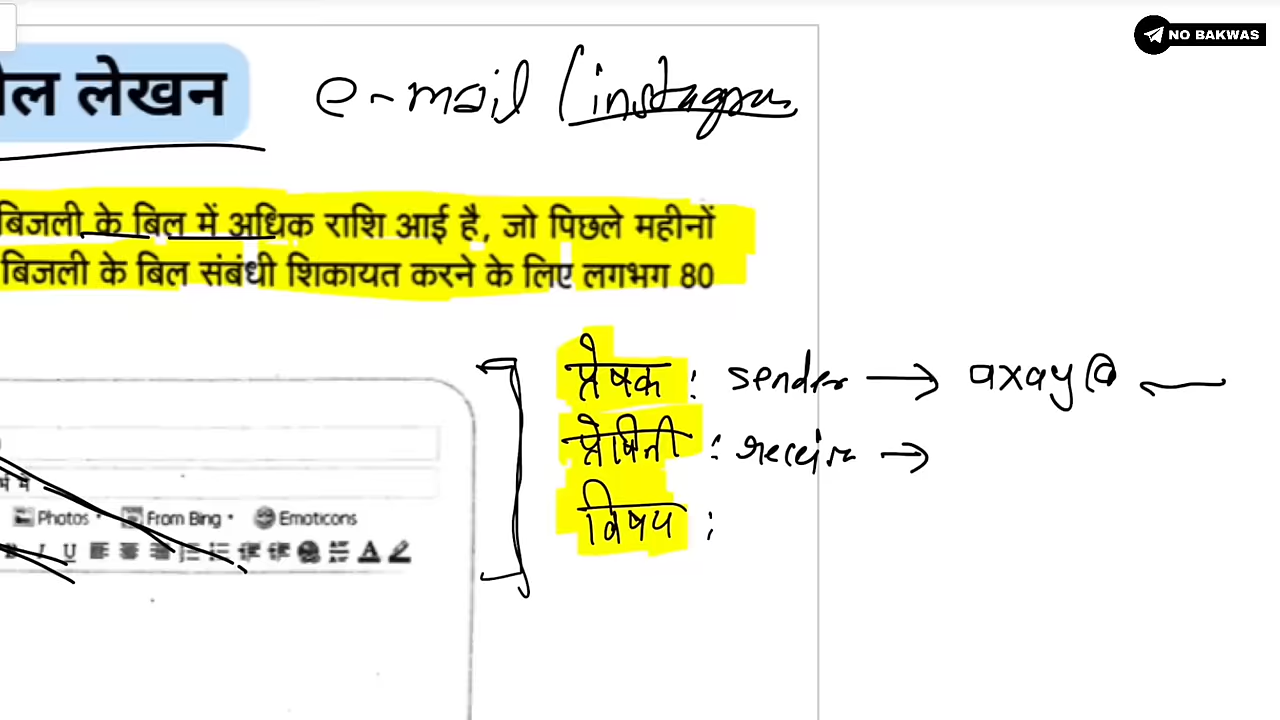 NO BAKWAS
ल लेखन e-mail (instagram
बिजली के बिल में अधिक राशि आई है, जो पिछले महीनों
बिजली के बिल संबंधी शिकायत करने के लिए लगभग 80
प्रेषक : sender → axay@
प्रेषिती : receiver →
विषय :
Photos From Bing Emoticons
B I U A